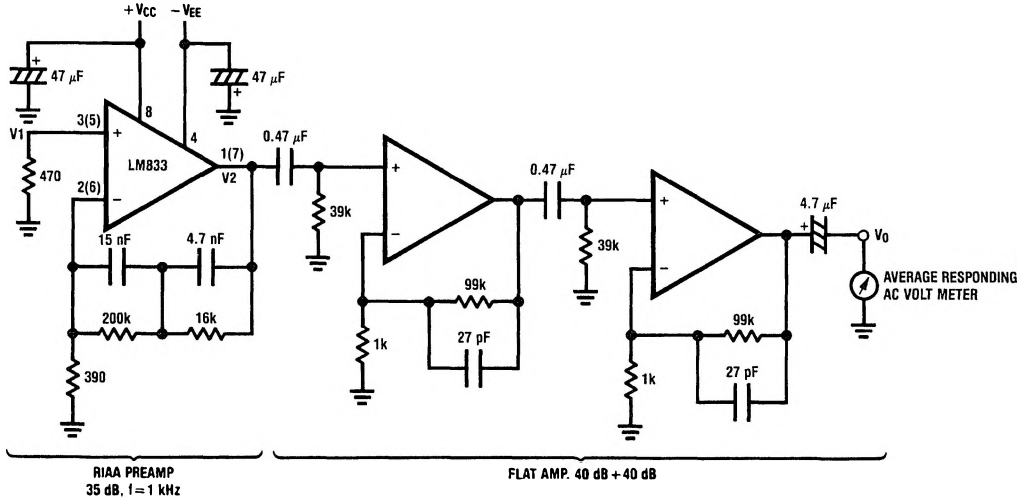 +VCC
−VEE
+
47 µF
47 µF
+
8
V1
3(5)
+
LM833
4
1(7)
V2
470
2(6)
−
15 nF
4.7 nF
200k
16k
390
0.47 µF
39k
+
−
99k
27 pF
1k
0.47 µF
39k
+
−
99k
27 pF
1k
4.7 µF
+
V0
AVERAGE RESPONDING
AC VOLT METER
RIAA PREAMP
35 dB, f = 1 kHz
FLAT AMP. 40 dB + 40 dB